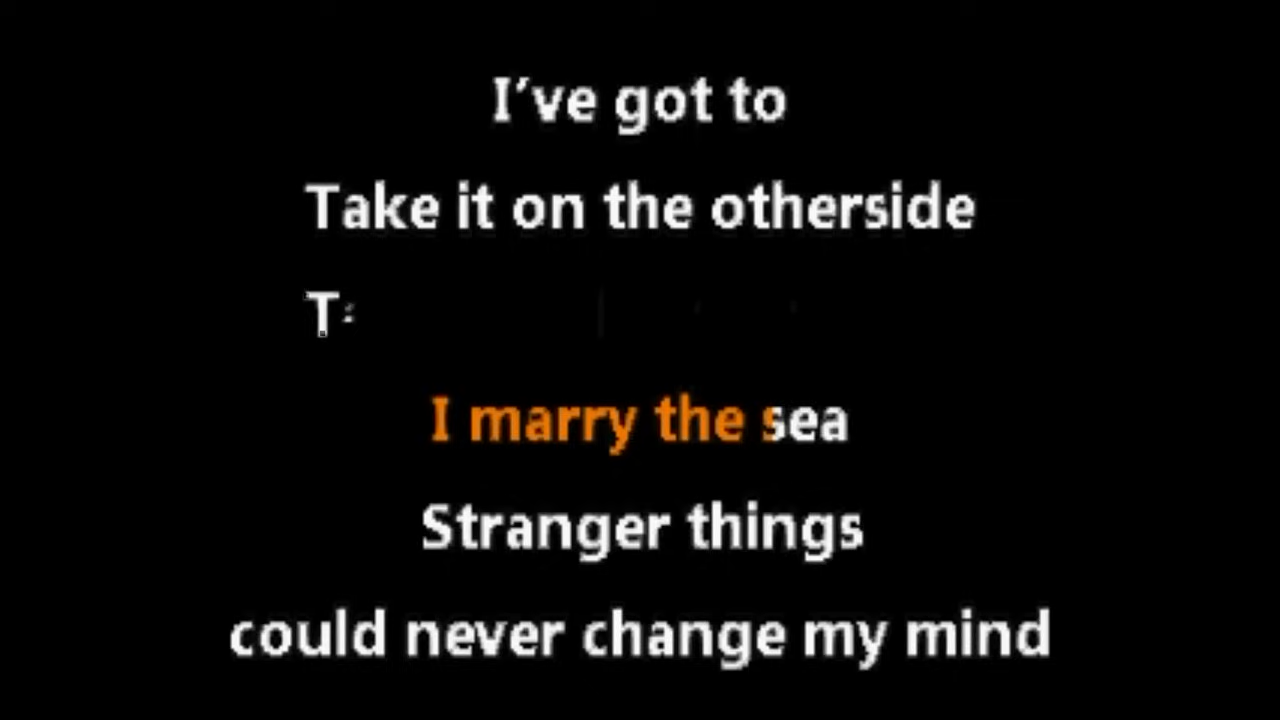 I've got to
Take it on the otherside
T
I marry the sea
Stranger things
could never change my mind